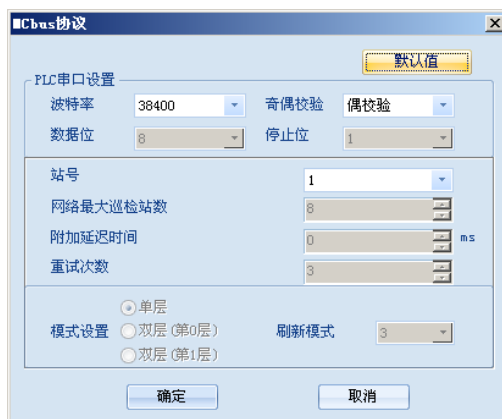 ■Cbus协议
默认值
PLC串口设置
波特率 38400 奇偶校验 偶校验
数据位 8 停止位 1
站号 1
网络最大巡检站数 8
附加延迟时间 0 ms
重试次数 3
单层
模式设置 双层(第0层) 刷新模式 3
双层(第1层)
确定 取消